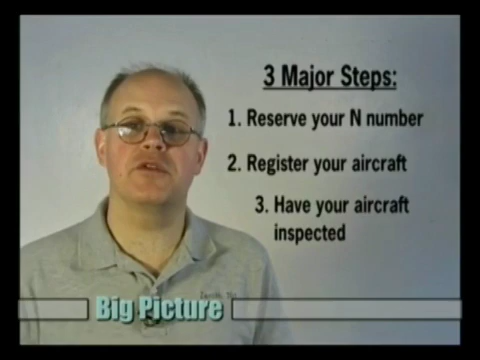 3 Major Steps:
1. Reserve your N number
2. Register your aircraft
3. Have your aircraft
inspected
Big Picture